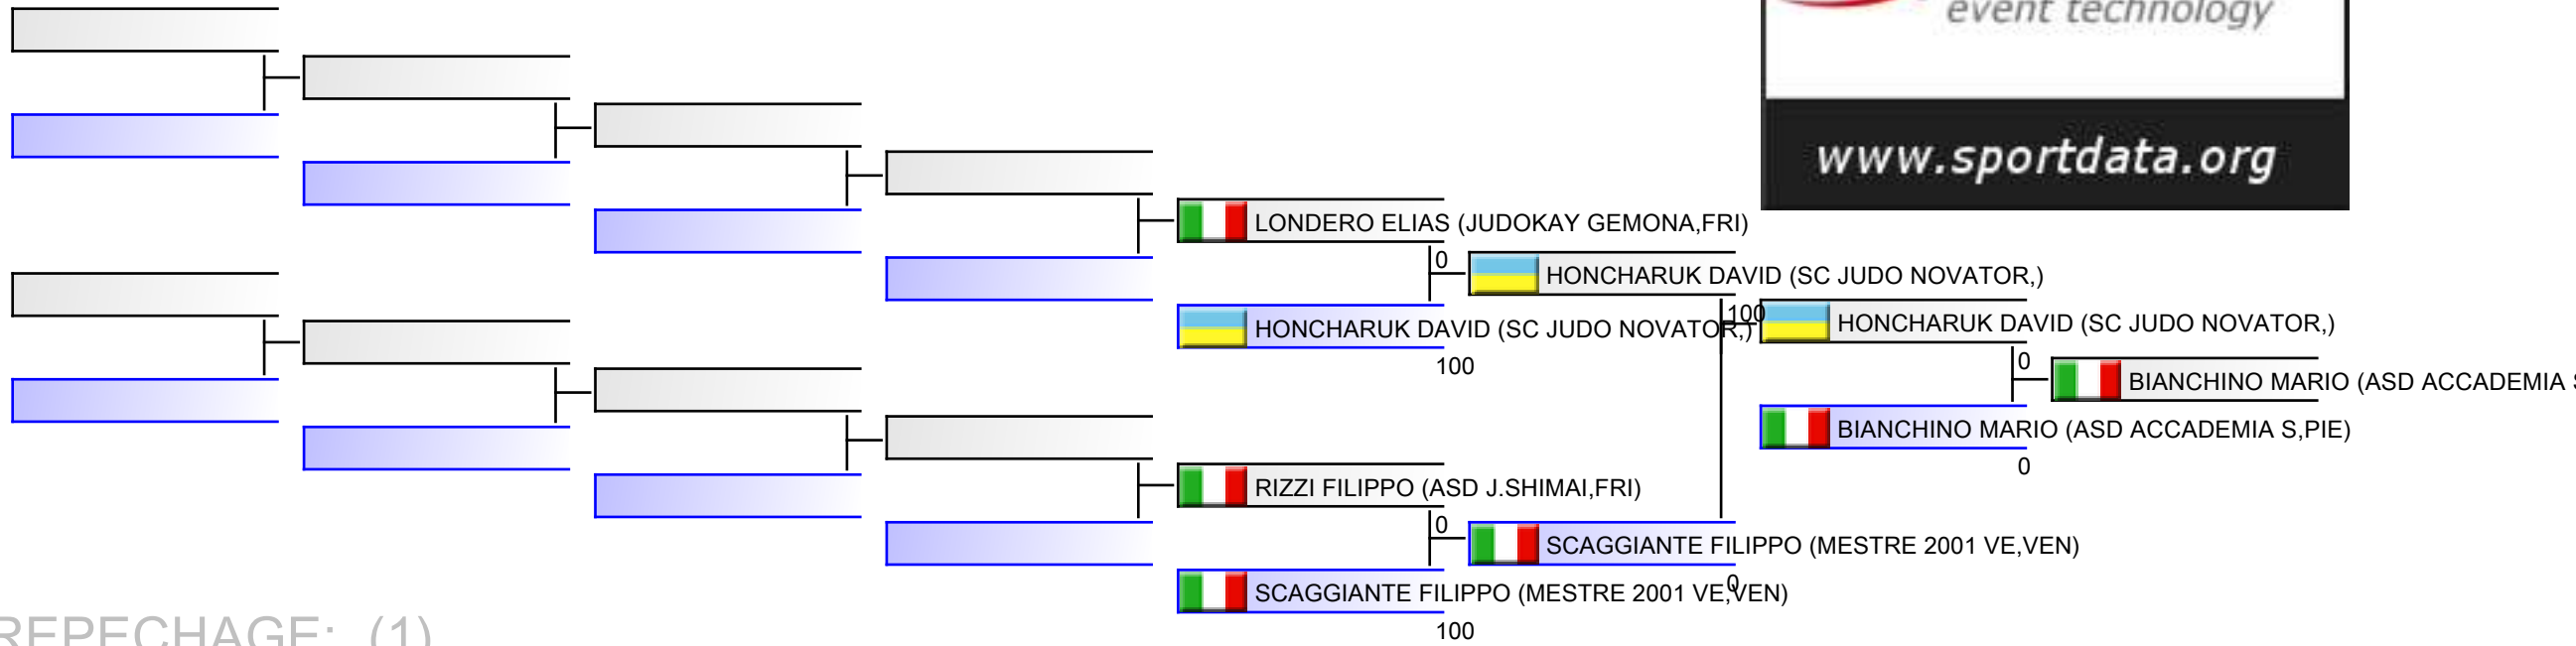 event technology
www.sportdata.org
LONDERO ELIAS (JUDOKAY GEMONA,FRI)
0
HONCHARUK DAVID (SC JUDO NOVATOR,)
HONCHARUK DAVID (SC JUDO NOVATOR,)
100
100
HONCHARUK DAVID (SC JUDO NOVATOR,)
0
BIANCHINO MARIO (ASD ACCADEMIA S
BIANCHINO MARIO (ASD ACCADEMIA S,PIE)
0
RIZZI FILIPPO (ASD J.SHIMAI,FRI)
0
SCAGGIANTE FILIPPO (MESTRE 2001 VE,VEN)
0
SCAGGIANTE FILIPPO (MESTRE 2001 VE,VEN)
100
REPECHAGE: (1)